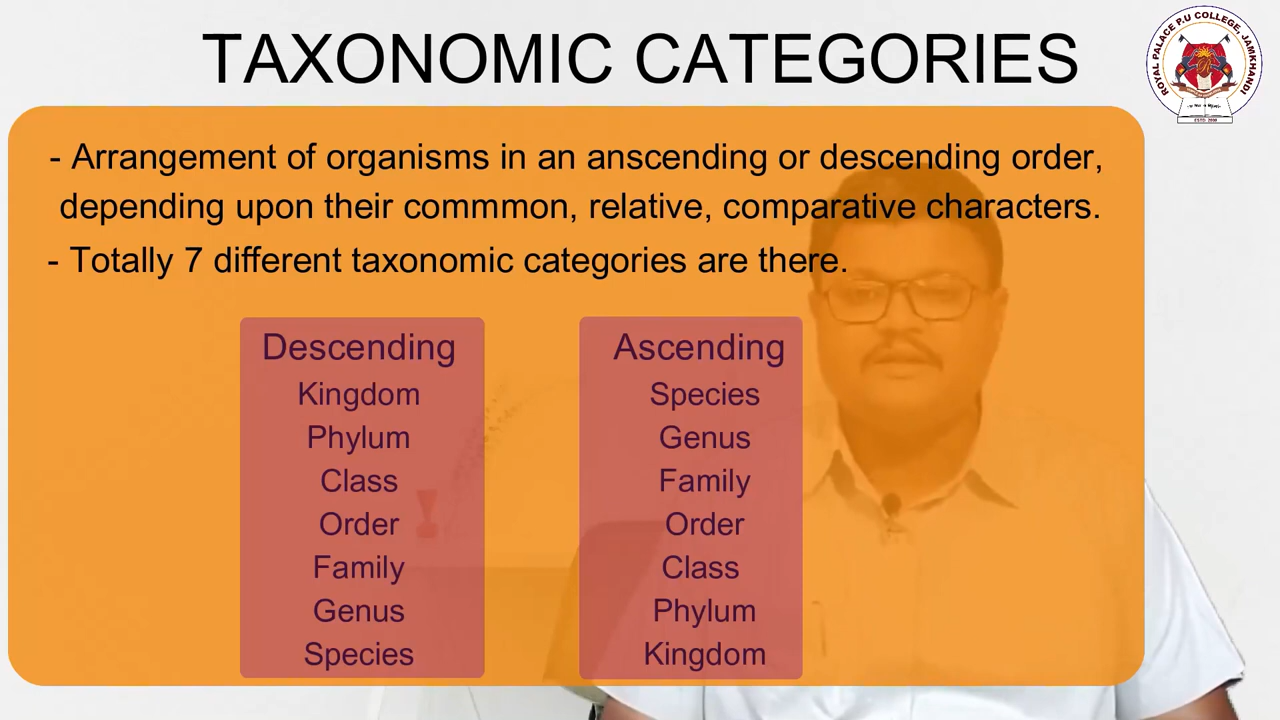 TAXONOMIC CATEGORIES
ROYAL PALACE P.U COLLEGE, JAMKHANDI
ESTD. 2008
- Arrangement of organisms in an anscending or descending order,
depending upon their commmon, relative, comparative characters.
- Totally 7 different taxonomic categories are there.
Descending
Kingdom
Phylum
Class
Order
Family
Genus
Species
Ascending
Species
Genus
Family
Order
Class
Phylum
Kingdom